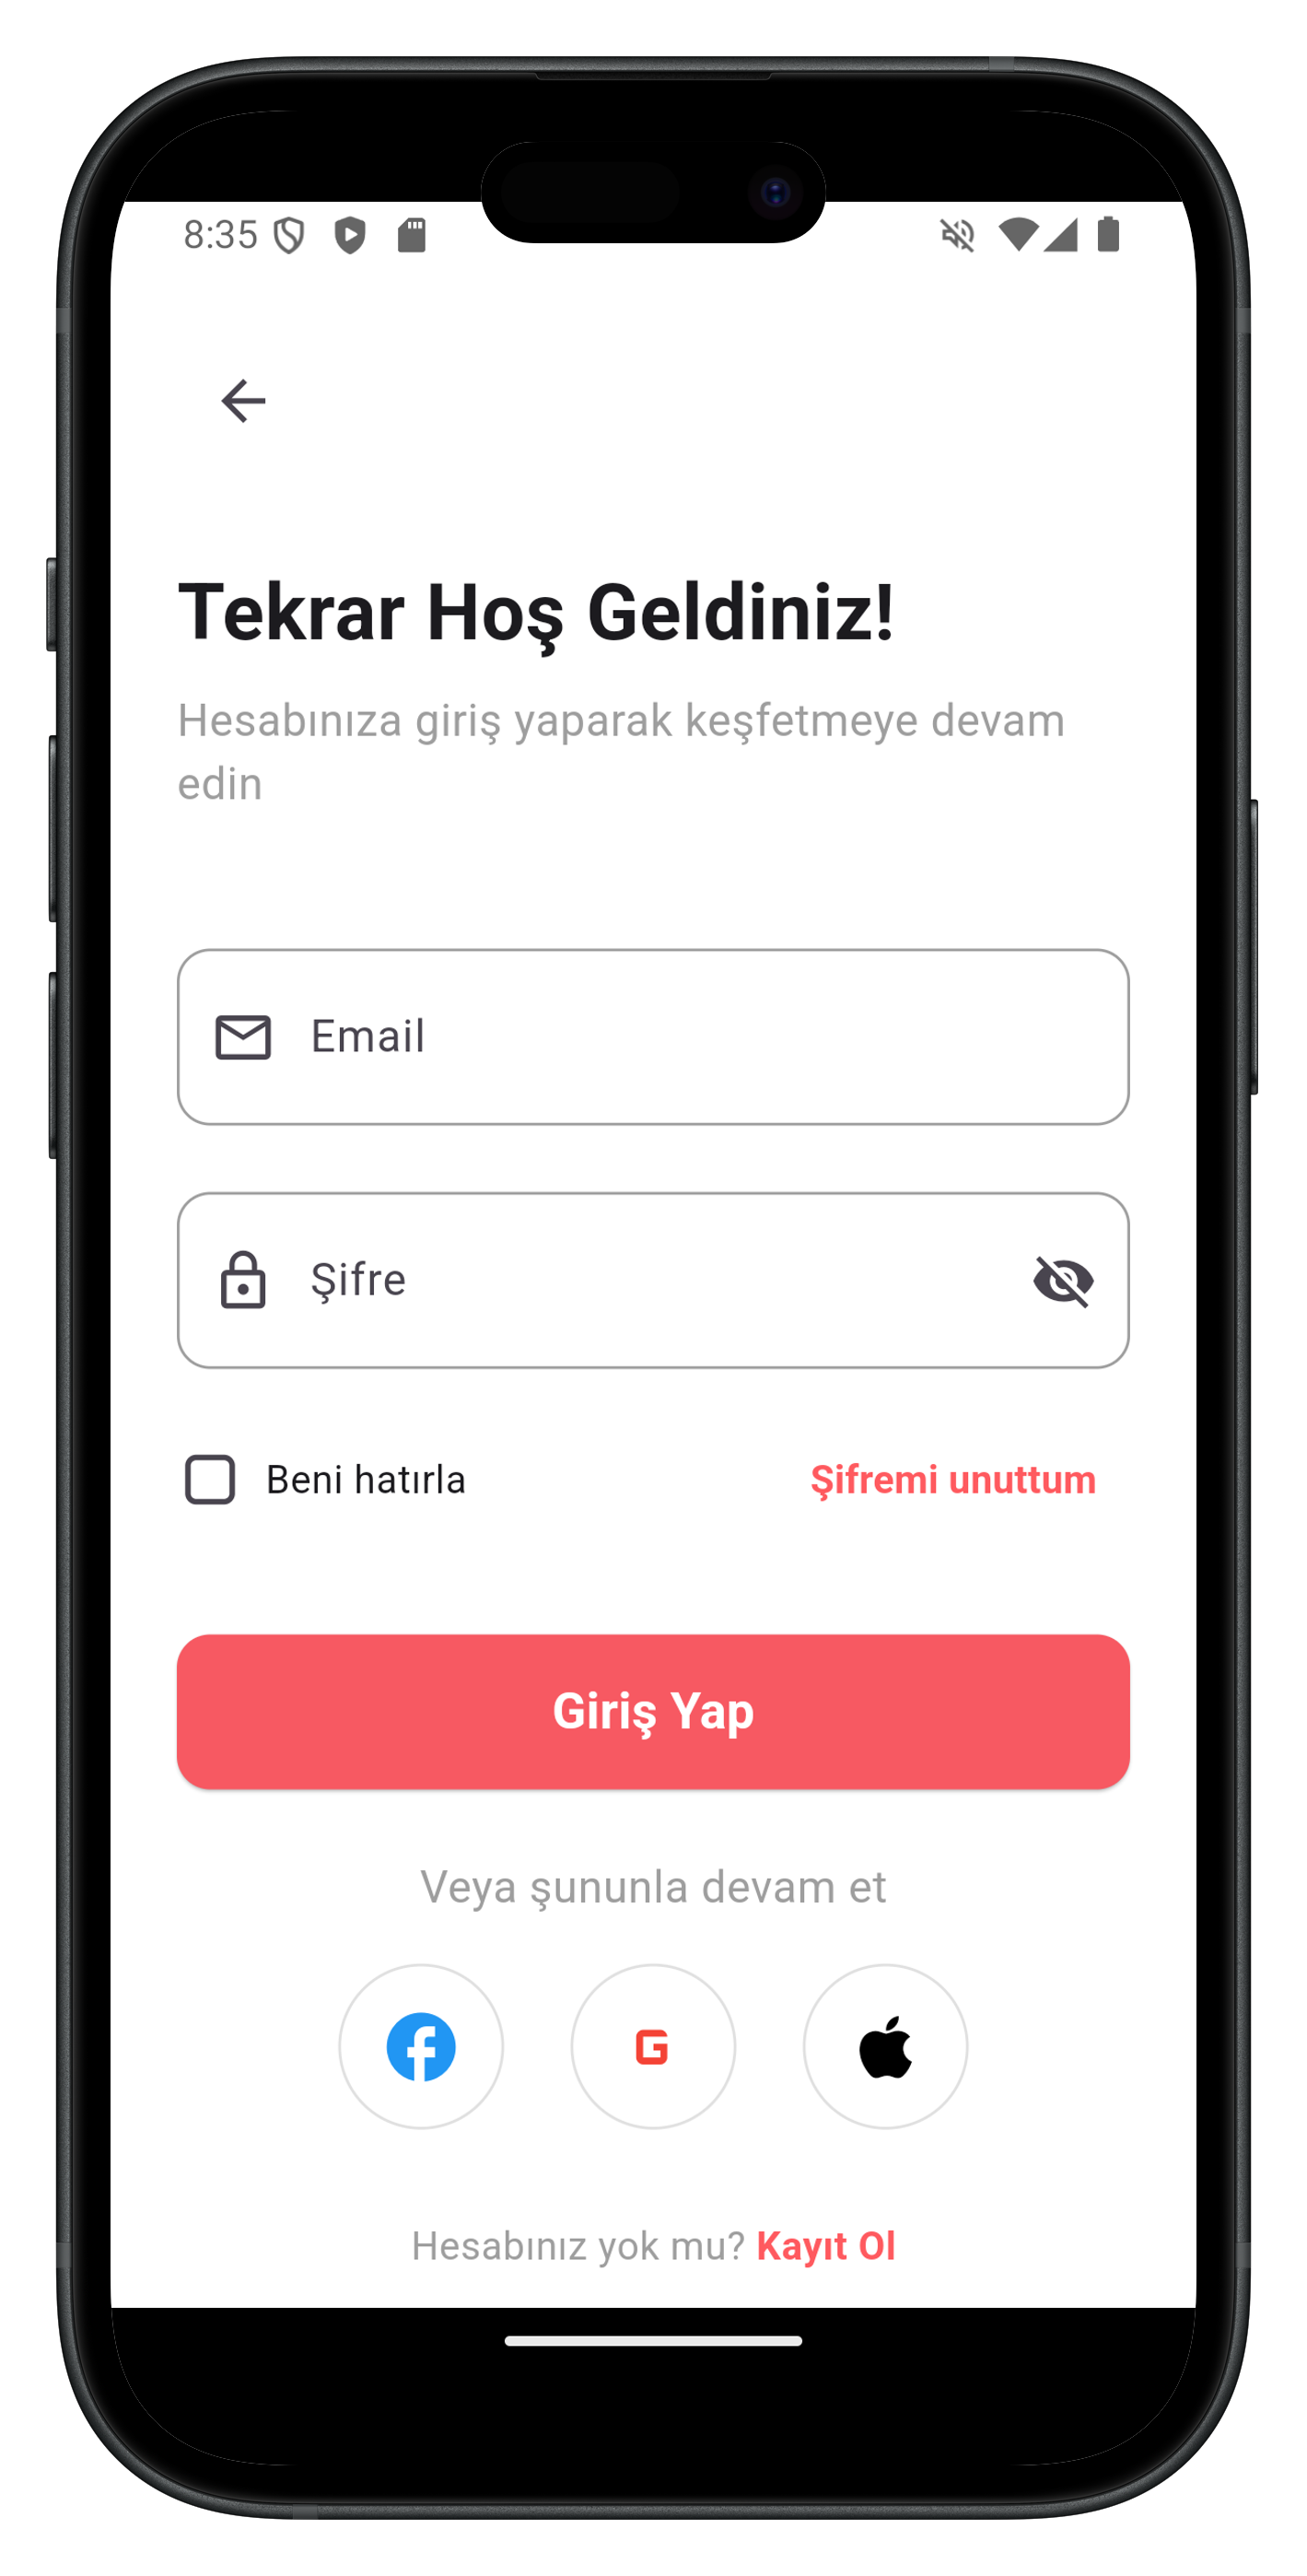 8:35
Tekrar Hoş Geldiniz!
Hesabınıza giriş yaparak keşfetmeye devam
edin
Email
Şifre
Beni hatırla
Şifremi unuttum
Giriş Yap
Veya şununla devam et
Hesabınız yok mu? Kayıt Ol